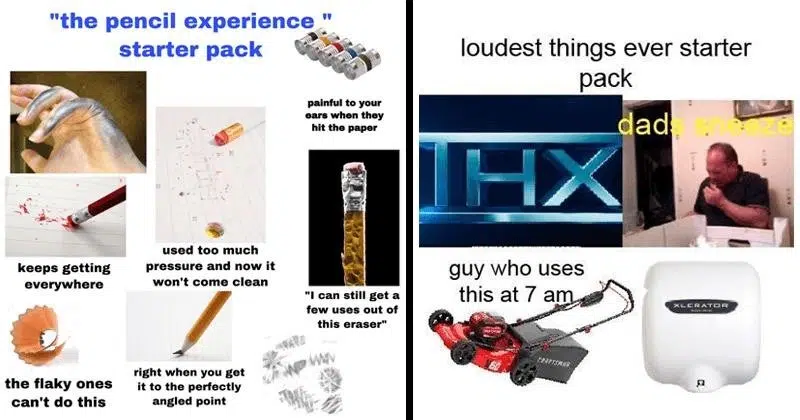 "the pencil experience "
starter pack
painful to your
ears when they
hit the paper
keeps getting
everywhere
used too much
pressure and now it
won't come clean
"I can still get a
few uses out of
this eraser"
the flaky ones
can't do this
right when you get
it to the perfectly
angled point
loudest things ever starter
pack
THX
dads sneeze
guy who uses
this at 7 am
CRAFTSMAN
60
XLERATOR